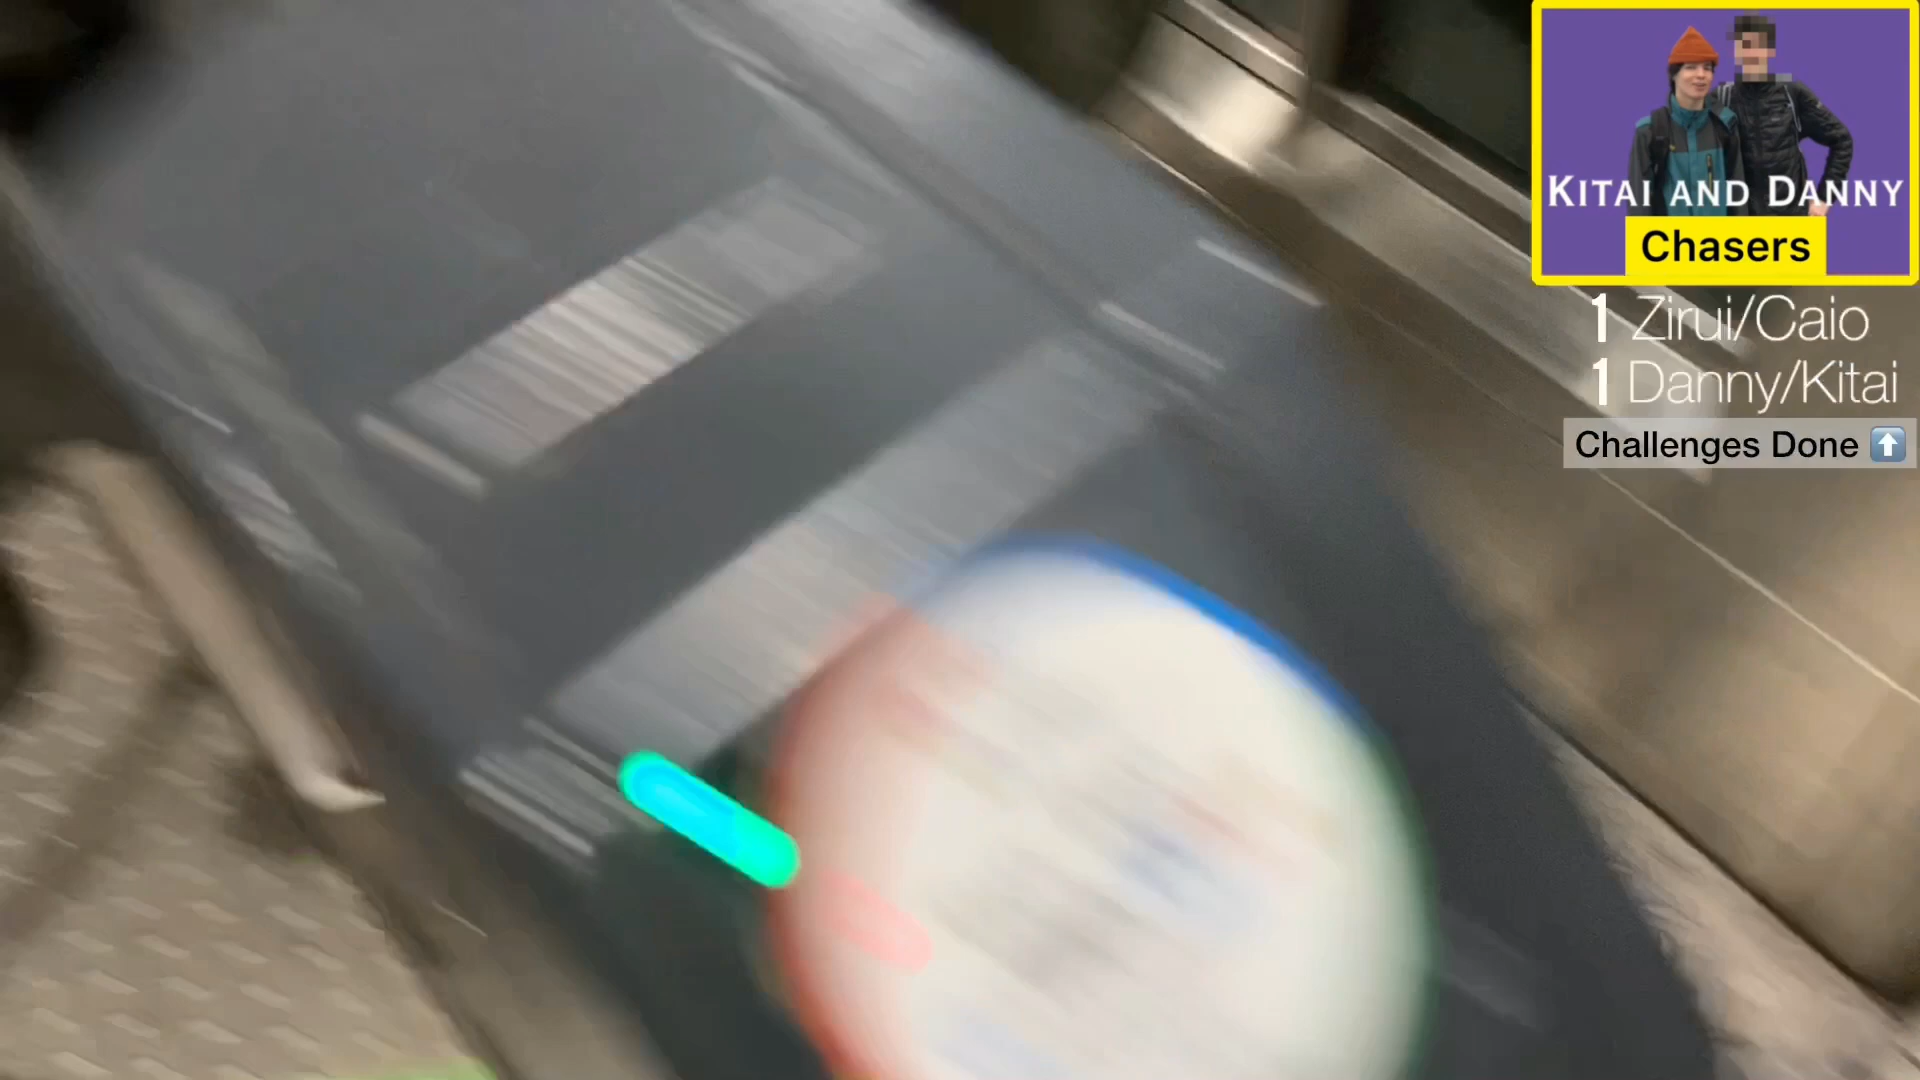 KITAI AND DANNY
Chasers
1 Zirui/Caio
1 Danny/Kitai
Challenges Done ⬆️